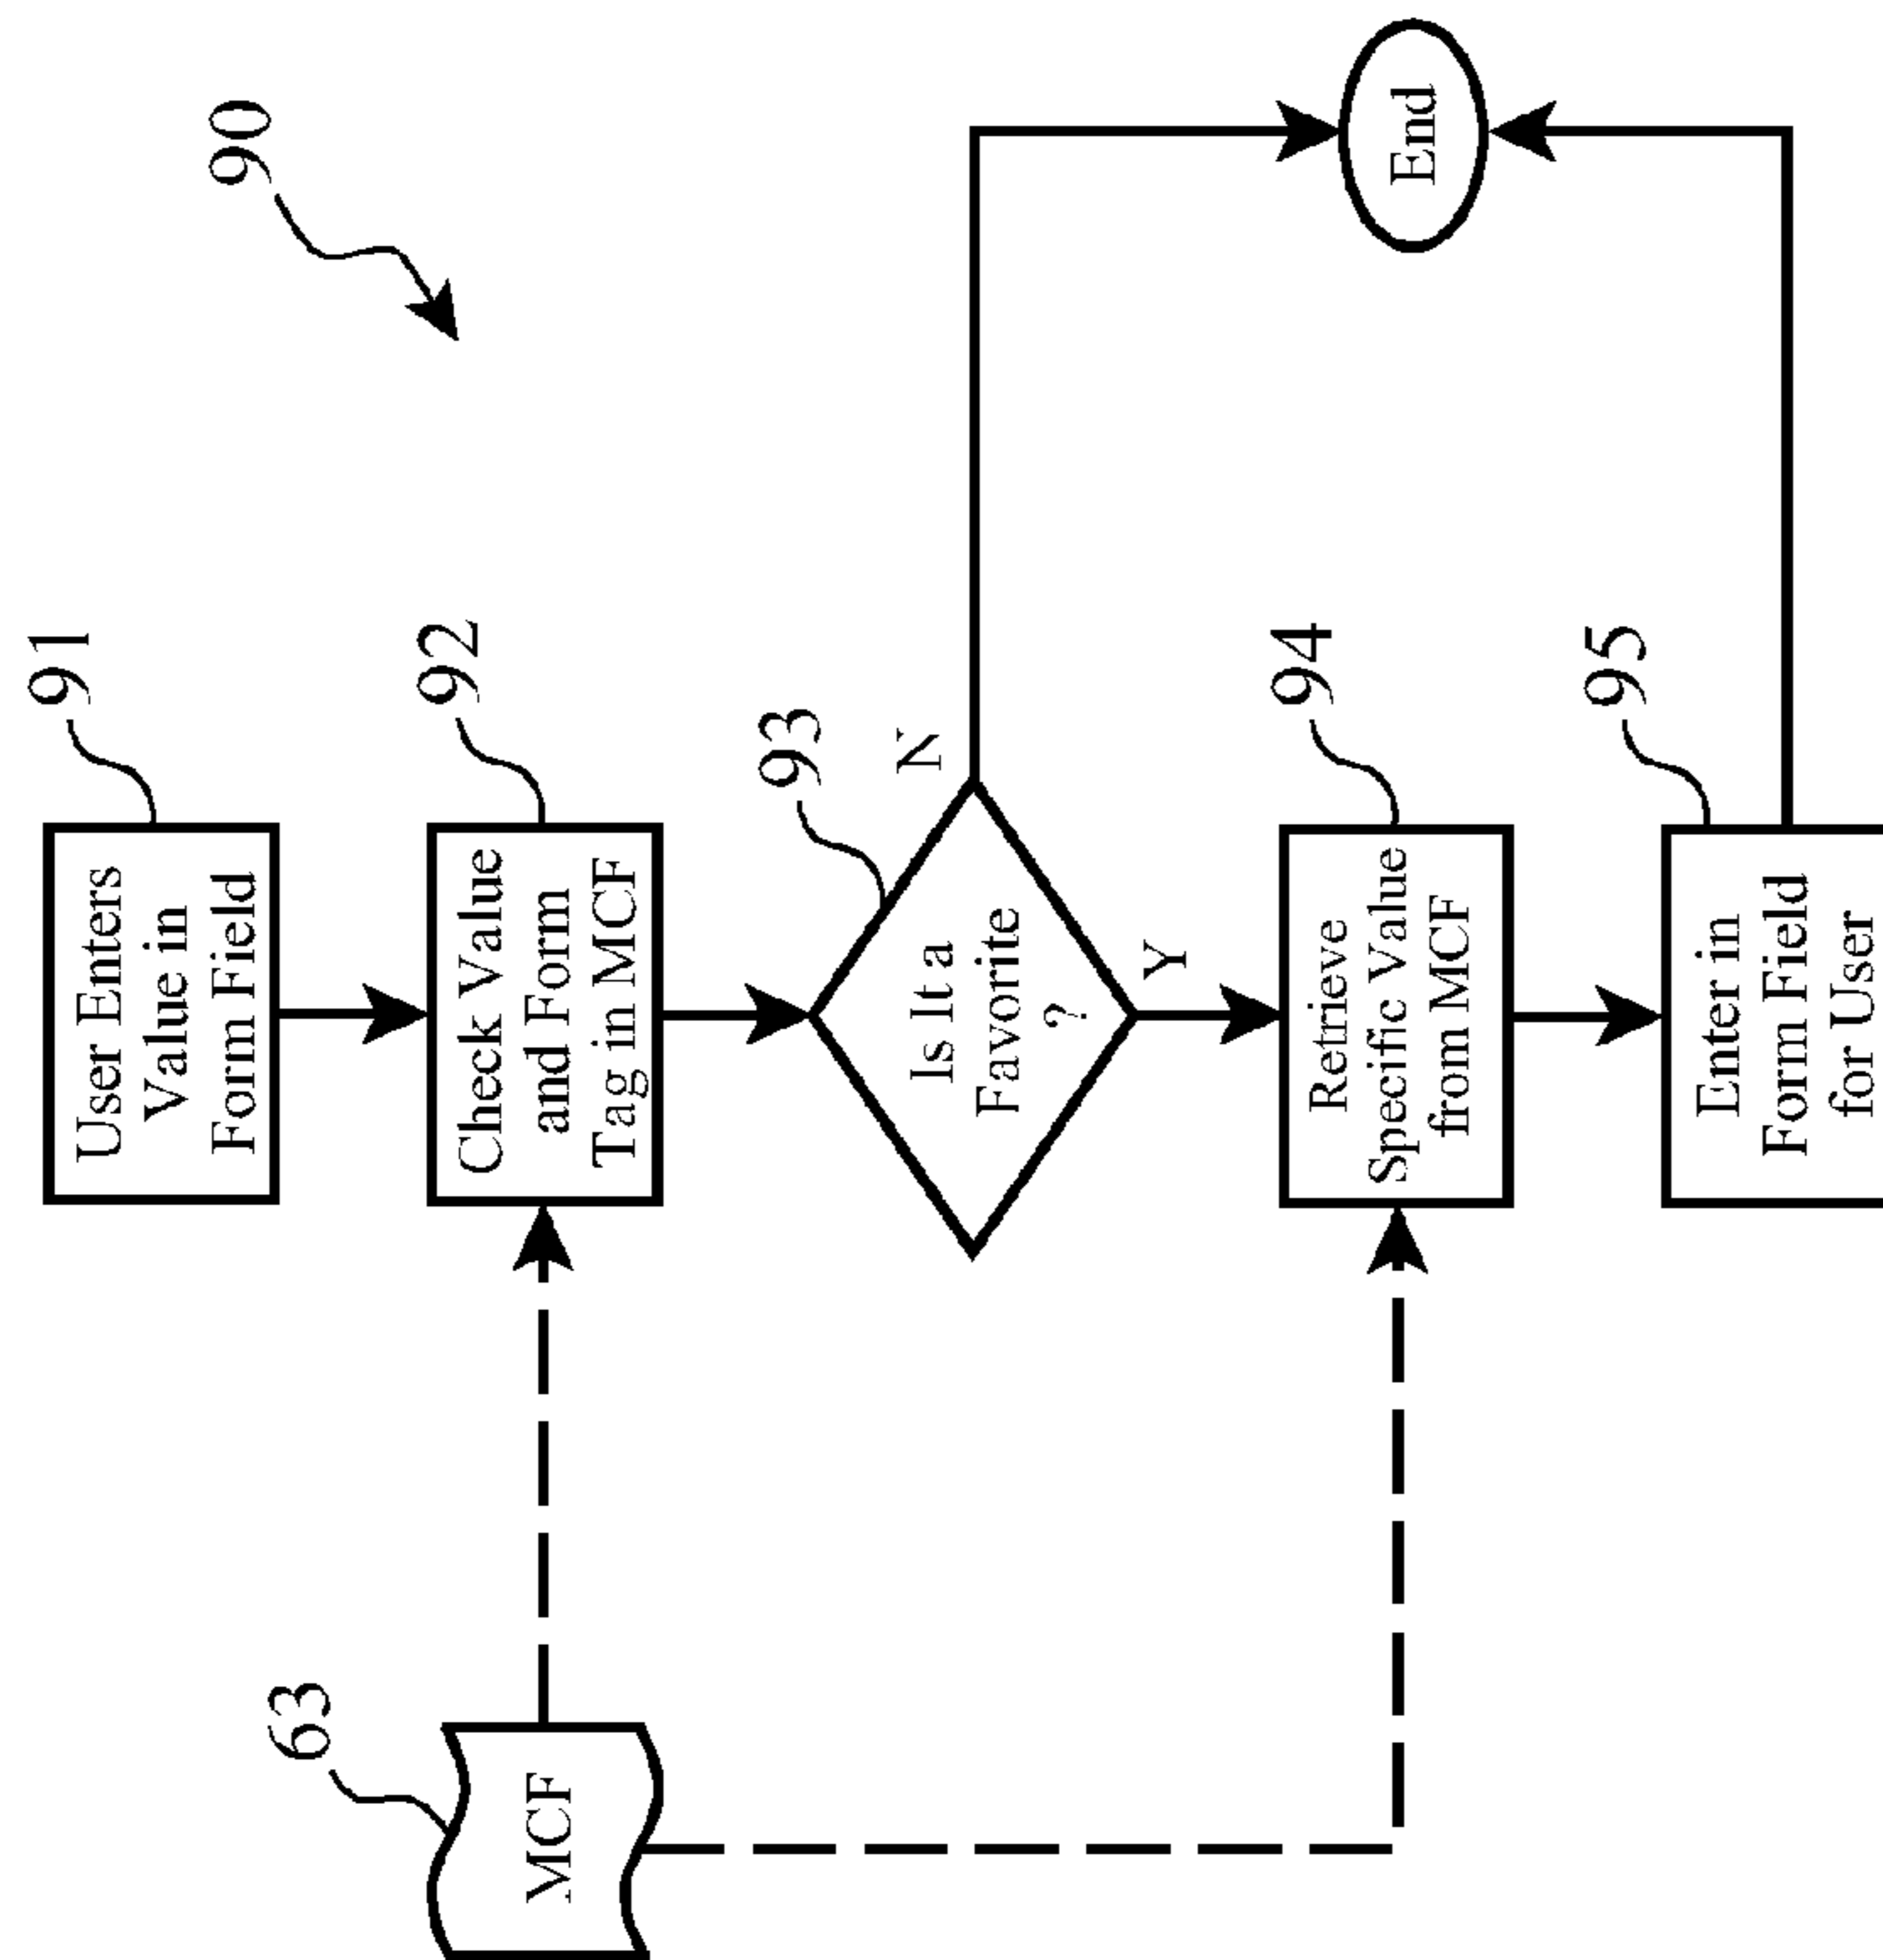 90
91
User Enters
Value in
Form Field
63
MCF
92
Check Value
and Form
Tag in MCF
93
Is It a
Favorite
?
N
Y
94
Retrieve
Specific Value
from MCF
95
Enter in
Form Field
for User
End